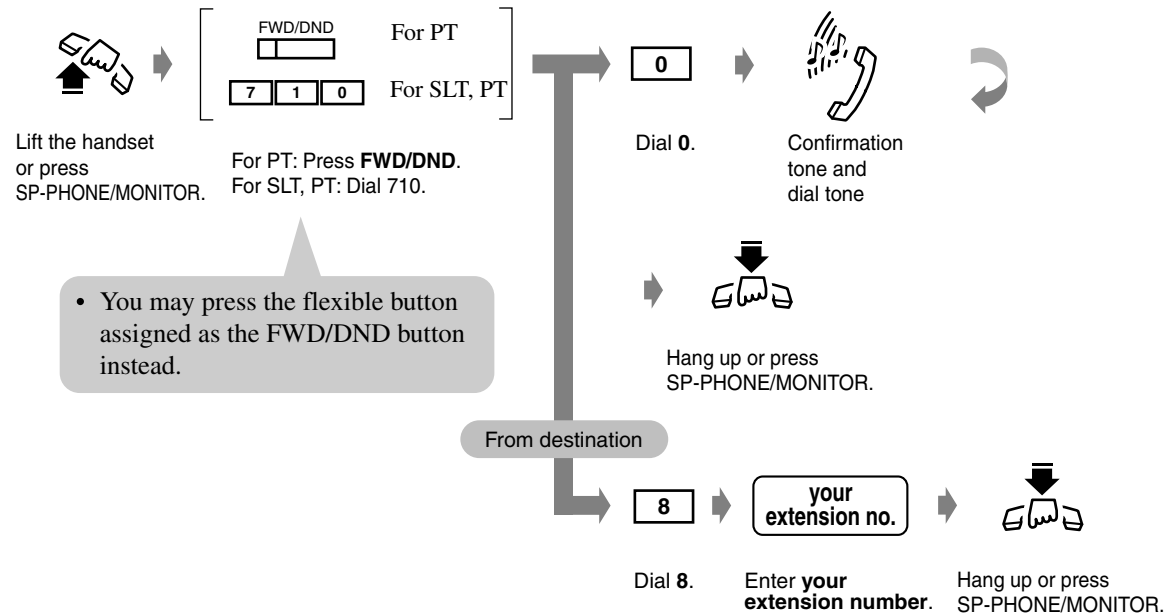 FWD/DND
For PT
7 1 0
For SLT, PT
Lift the handset
or press
SP-PHONE/MONITOR.
For PT: Press FWD/DND.
For SLT, PT: Dial 710.
• You may press the flexible button
assigned as the FWD/DND button
instead.
0
Dial 0.
Confirmation
tone and
dial tone
Hang up or press
SP-PHONE/MONITOR.
From destination
8
your
extension no.
Dial 8.
Enter your
extension number.
Hang up or press
SP-PHONE/MONITOR.